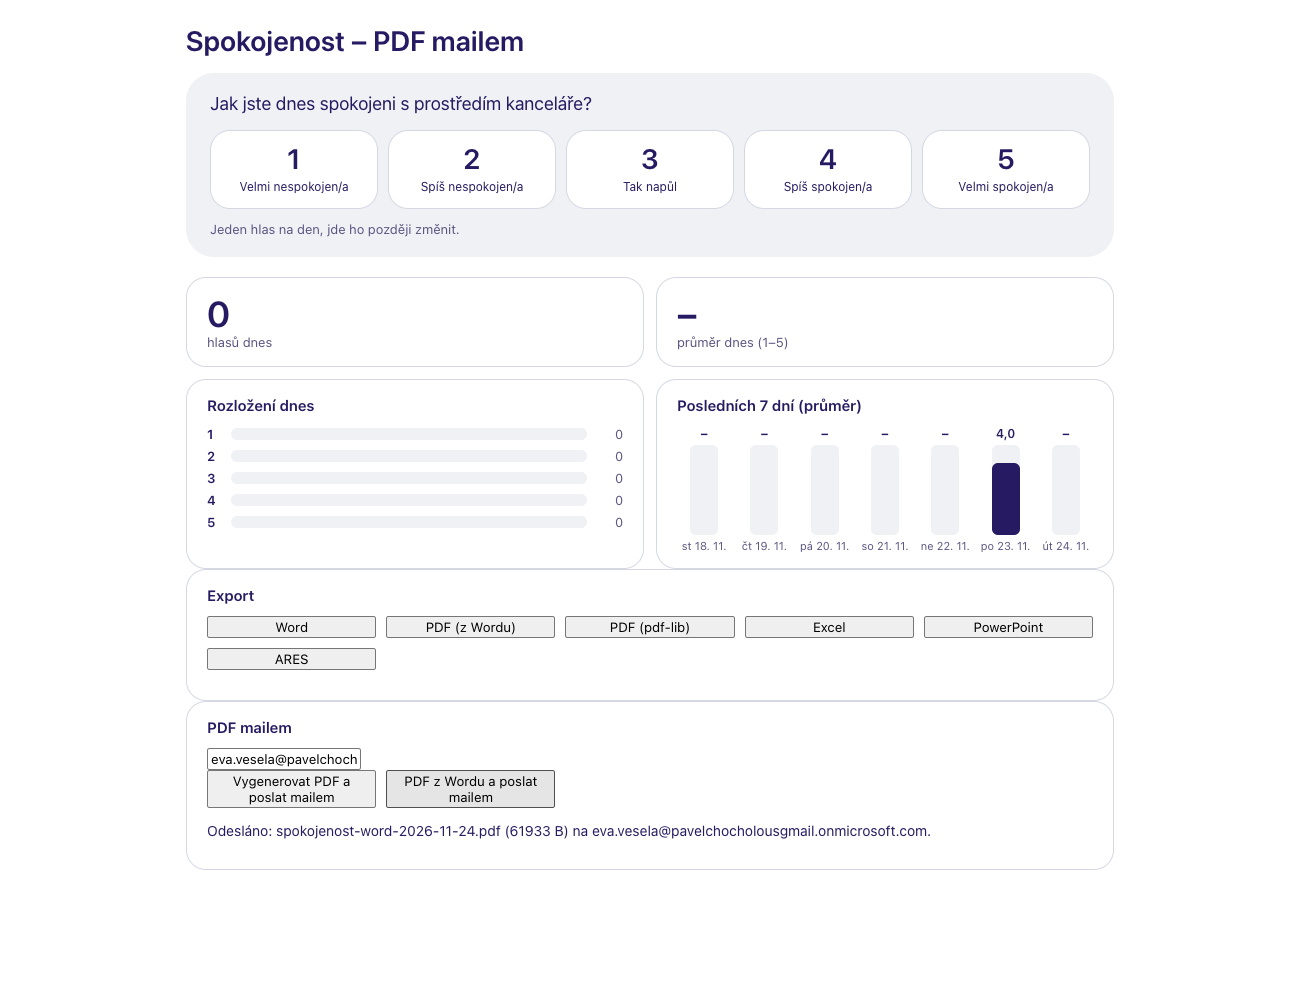 Spokojenost – PDF mailem
Jak jste dnes spokojeni s prostředím kanceláře?
1
Velmi nespokojen/a
2
Spíš nespokojen/a
3
Tak napůl
4
Spíš spokojen/a
5
Velmi spokojen/a
Jeden hlas na den, jde ho později změnit.
0
hlasů dnes
–
průměr dnes (1–5)
Rozložení dnes
1 0
2 0
3 0
4 0
5 0
Posledních 7 dní (průměr)
– – – – – 4,0 –
st 18. 11. čt 19. 11. pá 20. 11. so 21. 11. ne 22. 11. po 23. 11. út 24. 11.
Export
Word PDF (z Wordu) PDF (pdf-lib) Excel PowerPoint
ARES
PDF mailem
eva.vesela@pavelchoch
Vygenerovat PDF a
poslat mailem
PDF z Wordu a poslat
mailem
Odesláno: spokojenost-word-2026-11-24.pdf (61933 B) na eva.vesela@pavelchocholousgmail.onmicrosoft.com.